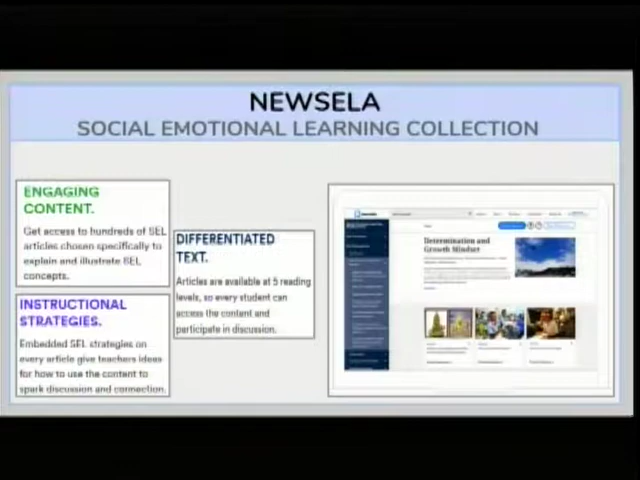 NEWSELA
SOCIAL EMOTIONAL LEARNING COLLECTION
ENGAGING
CONTENT.
Get access to hundreds of SEL
articles chosen specifically to
explain and illustrate SEL
concepts.
DIFFERENTIATED
TEXT.
Articles are available at 5 reading
levels, so every student can
access the content and
participate in discussion.
INSTRUCTIONAL
STRATEGIES.
Embedded SEL strategies on
every article give teachers ideas
for how to use the content to
spark discussion and connection.
Determination and
Growth Mindset